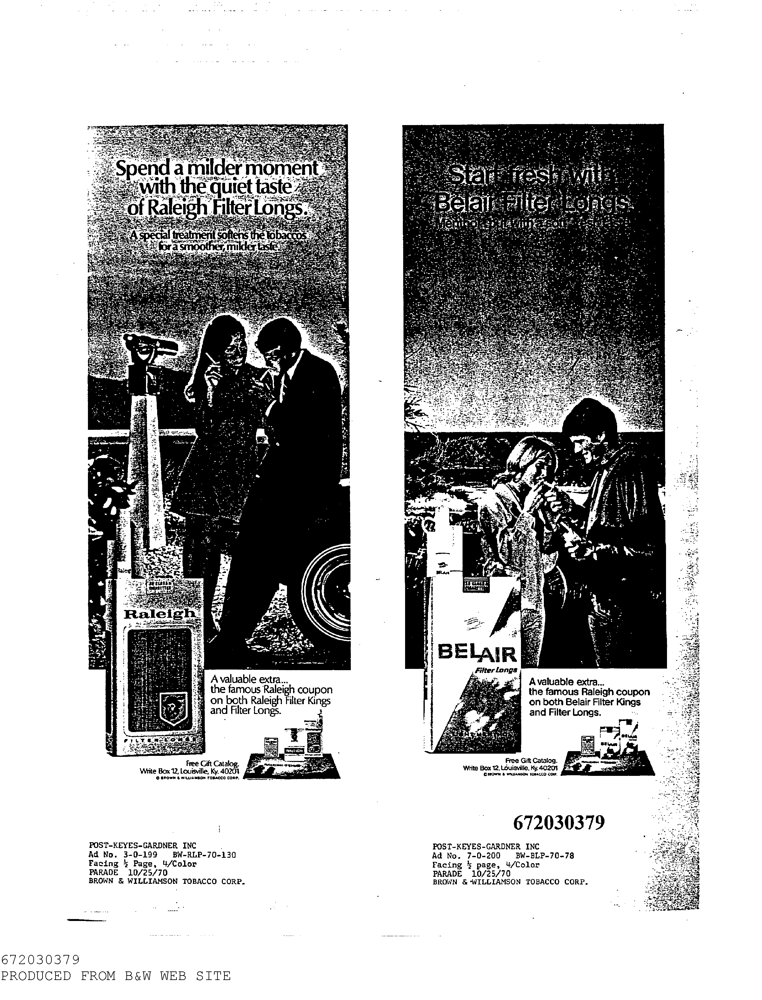 Spend a milder moment
with the quiet taste
of Raleigh Filter Longs.
A special treatment softens the tobaccos
for a smoother, milder taste.
Raleigh
FILTER LONGS
A valuable extra...
the famous Raleigh coupon
on both Raleigh Filter Kings
and Filter Longs.
Free Gift Catalog.
Write Box 12, Louisville, Ky. 40201
© BROWN & WILLIAMSON TOBACCO CORP.
POST-KEYES-GARDNER INC
Ad No. 3-0-199 BW-RLP-70-130
Facing ½ Page, 4/Color
PARADE 10/25/70
BROWN & WILLIAMSON TOBACCO CORP.
Start fresh with
Belair Filter Longs.
BELAIR
Filter Longs
A valuable extra...
the famous Raleigh coupon
on both Belair Filter Kings
and Filter Longs.
Free Gift Catalog.
Write Box 12, Louisville, Ky. 40201
© BROWN & WILLIAMSON TOBACCO CORP.
672030379
POST-KEYES-GARDNER INC
Ad No. 7-0-200 BW-BLP-70-78
Facing ½ page, 4/Color
PARADE 10/25/70
BROWN & WILLIAMSON TOBACCO CORP.
672030379
PRODUCED FROM B&W WEB SITE